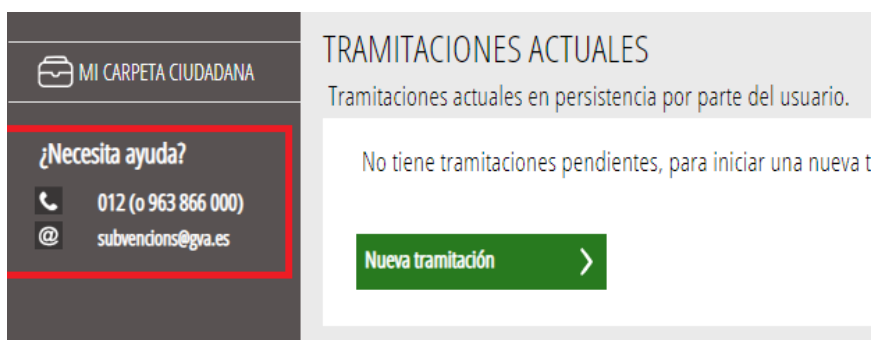 MI CARPETA CIUDADANA
¿Necesita ayuda?
012 (o 963 866 000)
@ subvencions@gva.es
TRAMITACIONES ACTUALES
Tramitaciones actuales en persistencia por parte del usuario.
No tiene tramitaciones pendientes, para iniciar una nueva t
Nueva tramitación